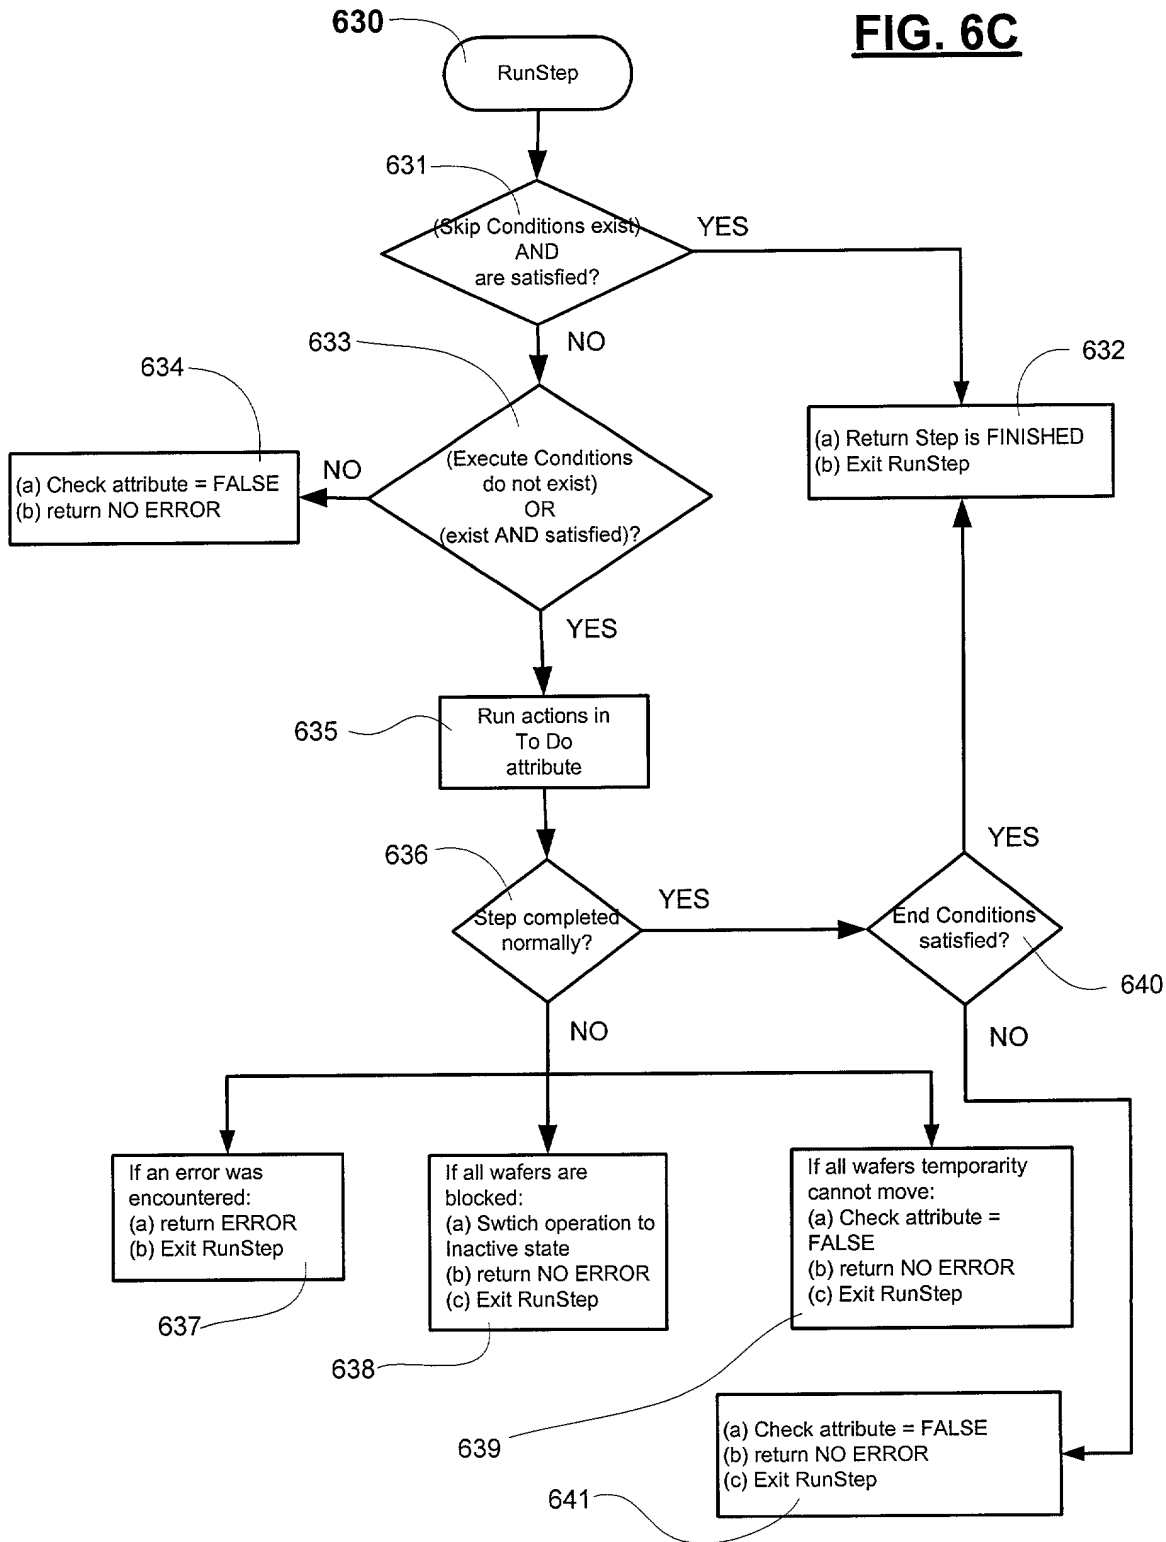 630
FIG. 6C
RunStep
631
(Skip Conditions exist)
AND
are satisfied?
YES
NO
633
634
632
(a) Return Step is FINISHED
(b) Exit RunStep
NO
(a) Check attribute = FALSE
(b) return NO ERROR
(Execute Conditions
do not exist)
OR
(exist AND satisfied)?
YES
635
Run actions in
To Do
attribute
636
Step completed
normally?
YES
YES
End Conditions
satisfied?
640
NO
NO
If an error was
encountered:
(a) return ERROR
(b) Exit RunStep
637
If all wafers are
blocked:
(a) Swtich operation to
Inactive state
(b) return NO ERROR
(c) Exit RunStep
638
If all wafers temporarity
cannot move:
(a) Check attribute =
FALSE
(b) return NO ERROR
(c) Exit RunStep
639
(a) Check attribute = FALSE
(b) return NO ERROR
(c) Exit RunStep
641